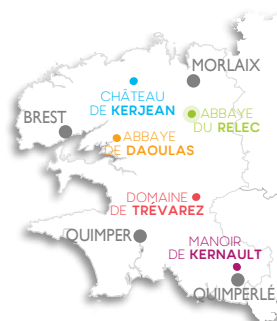 MORLAIX
CHÂTEAU
DE KERJEAN
ABBAYE
DU RELEC
BREST
ABBAYE
DE DAOULAS
DOMAINE
DE TRÉVAREZ
QUIMPER
MANOIR
DE KERNAULT
QUIMPERLÉ